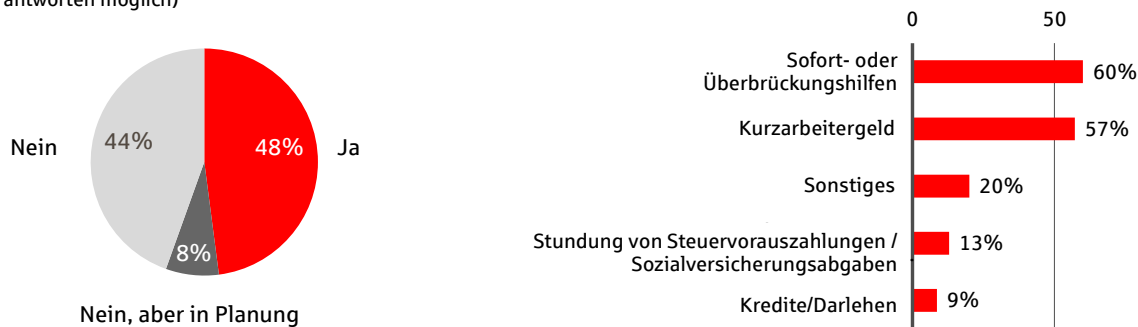 antworten möglich)
Nein
44%
48%
Ja
8%
Nein, aber in Planung
0
50
Sofort- oder
Überbrückungshilfen
60%
Kurzarbeitergeld
57%
Sonstiges
20%
Stundung von Steuervorauszahlungen /
Sozialversicherungsabgaben
13%
Kredite/Darlehen
9%